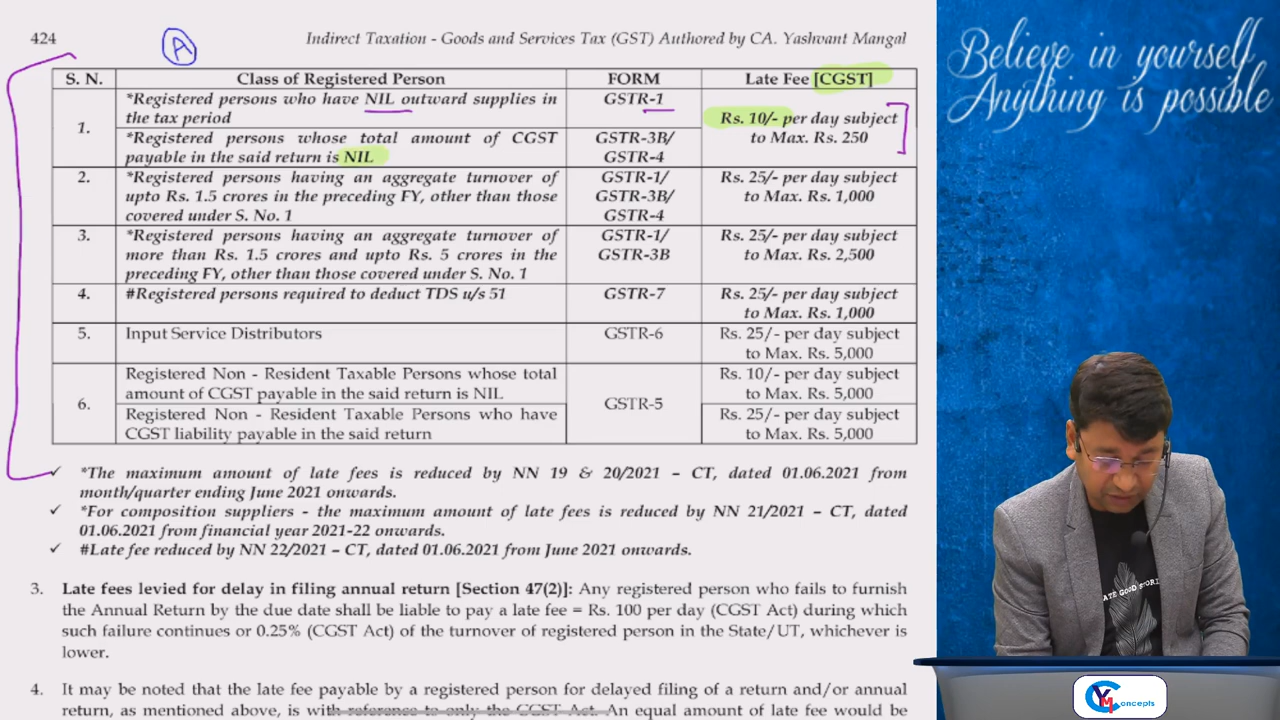 424
A
Indirect Taxation - Goods and Services Tax (GST) Authored by CA. Yashvant Mangal
S. N. Class of Registered Person FORM Late Fee [CGST]
1.
*Registered persons who have NIL outward supplies in
the tax period
GSTR-1
*Registered persons whose total amount of CGST
payable in the said return is NIL
GSTR-3B/
GSTR-4
Rs. 10/- per day subject
to Max. Rs. 250
2.
*Registered persons having an aggregate turnover of
upto Rs. 1.5 crores in the preceding FY, other than those
covered under S. No. 1
GSTR-1/
GSTR-3B/
GSTR-4
Rs. 25/- per day subject
to Max. Rs. 1,000
3.
*Registered persons having an aggregate turnover of
more than Rs. 1.5 crores and upto Rs. 5 crores in the
preceding FY, other than those covered under S. No. 1
GSTR-1/
GSTR-3B
Rs. 25/- per day subject
to Max. Rs. 2,500
4.
#Registered persons required to deduct TDS u/s 51
GSTR-7
Rs. 25/- per day subject
to Max. Rs. 1,000
5.
Input Service Distributors
GSTR-6
Rs. 25/- per day subject
to Max. Rs. 5,000
6.
Registered Non - Resident Taxable Persons whose total
amount of CGST payable in the said return is NIL
GSTR-5
Rs. 10/- per day subject
to Max. Rs. 5,000
Registered Non - Resident Taxable Persons who have
CGST liability payable in the said return
Rs. 25/- per day subject
to Max. Rs. 5,000
✓ *The maximum amount of late fees is reduced by NN 19 & 20/2021 – CT, dated 01.06.2021 from
month/quarter ending June 2021 onwards.
✓ *For composition suppliers - the maximum amount of late fees is reduced by NN 21/2021 – CT, dated
01.06.2021 from financial year 2021-22 onwards.
✓ #Late fee reduced by NN 22/2021 – CT, dated 01.06.2021 from June 2021 onwards.
3. Late fees levied for delay in filing annual return [Section 47(2)]: Any registered person who fails to furnish
the Annual Return by the due date shall be liable to pay a late fee = Rs. 100 per day (CGST Act) during which
such failure continues or 0.25% (CGST Act) of the turnover of registered person in the State/UT, whichever is
lower.
4. It may be noted that the late fee payable by a registered person for delayed filing of a return and/or annual
return, as mentioned above, is with reference to only the CGST Act. An equal amount of late fee would be
Believe in yourself
Anything is possible
ATE GOOD STORI
YM
Concepts